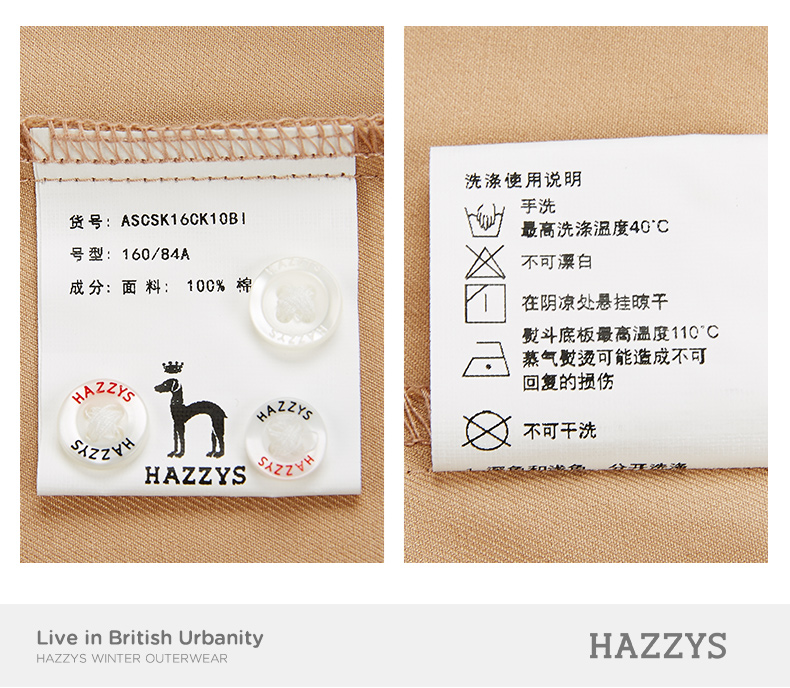 货号: ASCSK16CK10BI
号型: 160/84A
成分: 面 料: 100% 棉
HAZZYS
HAZZYS
HAZZYS
HAZZYS
HAZZYS
HAZZYS
HAZZYS
洗涤使用说明
手洗
最高洗涤温度40°C
不可漂白
在阴凉处悬挂晾干
熨斗底板最高温度110°C
蒸气熨烫可能造成不可
回复的损伤
不可干洗
Live in British Urbanity
HAZZYS WINTER OUTERWEAR
HAZZYS